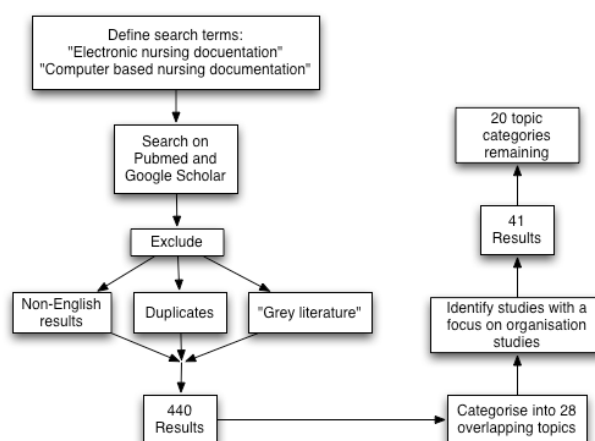 Define search terms:
"Electronic nursing docuentation"
"Computer based nursing documentation"
Search on
Pubmed and
Google Scholar
Exclude
Non-English
results
Duplicates
"Grey literature"
440
Results
Categorise into 28
overlapping topics
Identify studies with a
focus on organisation
studies
41
Results
20 topic
categories
remaining